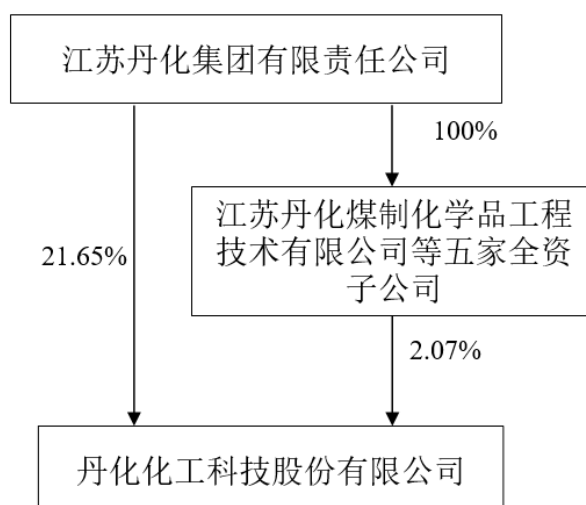 江苏丹化集团有限责任公司
100%
江苏丹化煤制化学品工程
技术有限公司等五家全资
子公司
21.65%
2.07%
丹化化工科技股份有限公司